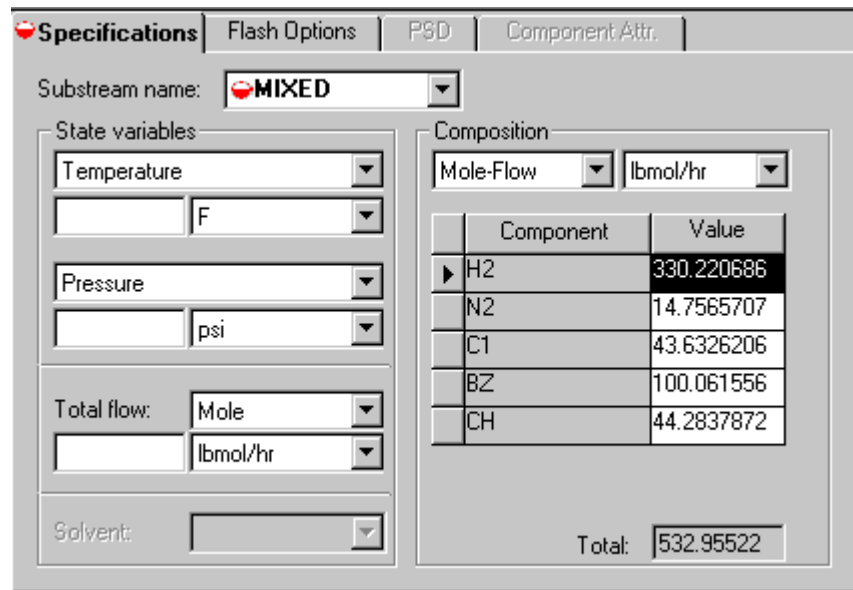 Specifications Flash Options PSD Component Attr.
Substream name: MIXED
State variables
Temperature
F
Pressure
psi
Total flow: Mole
lbmol/hr
Solvent:
Composition
Mole-Flow lbmol/hr
Component Value
H2 330.220686
N2 14.7565707
C1 43.6326206
BZ 100.061556
CH 44.2837872
Total: 532.95522